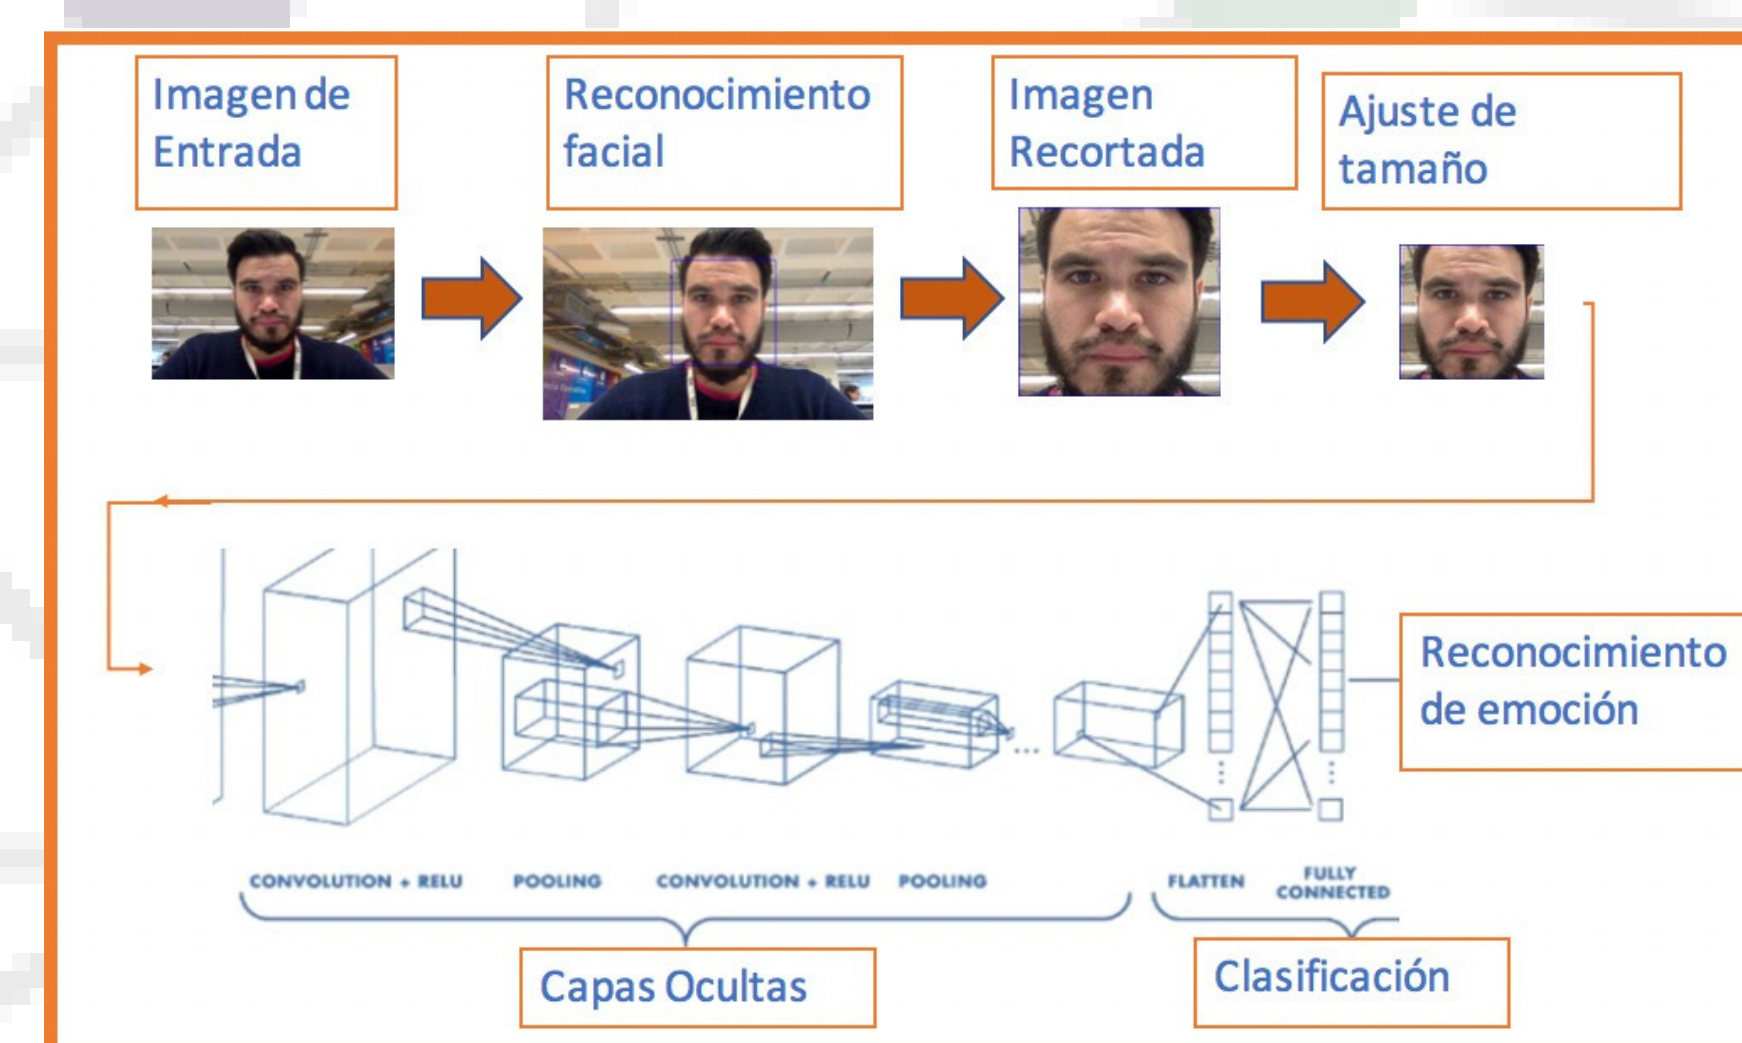 Imagen de
Entrada
Reconocimiento
facial
Imagen
Recortada
Ajuste de
tamaño
Reconocimiento
de emoción
CONVOLUTION + RELU
POOLING
CONVOLUTION + RELU
POOLING
FLATTEN
FULLY
CONNECTED
Capas Ocultas
Clasificación